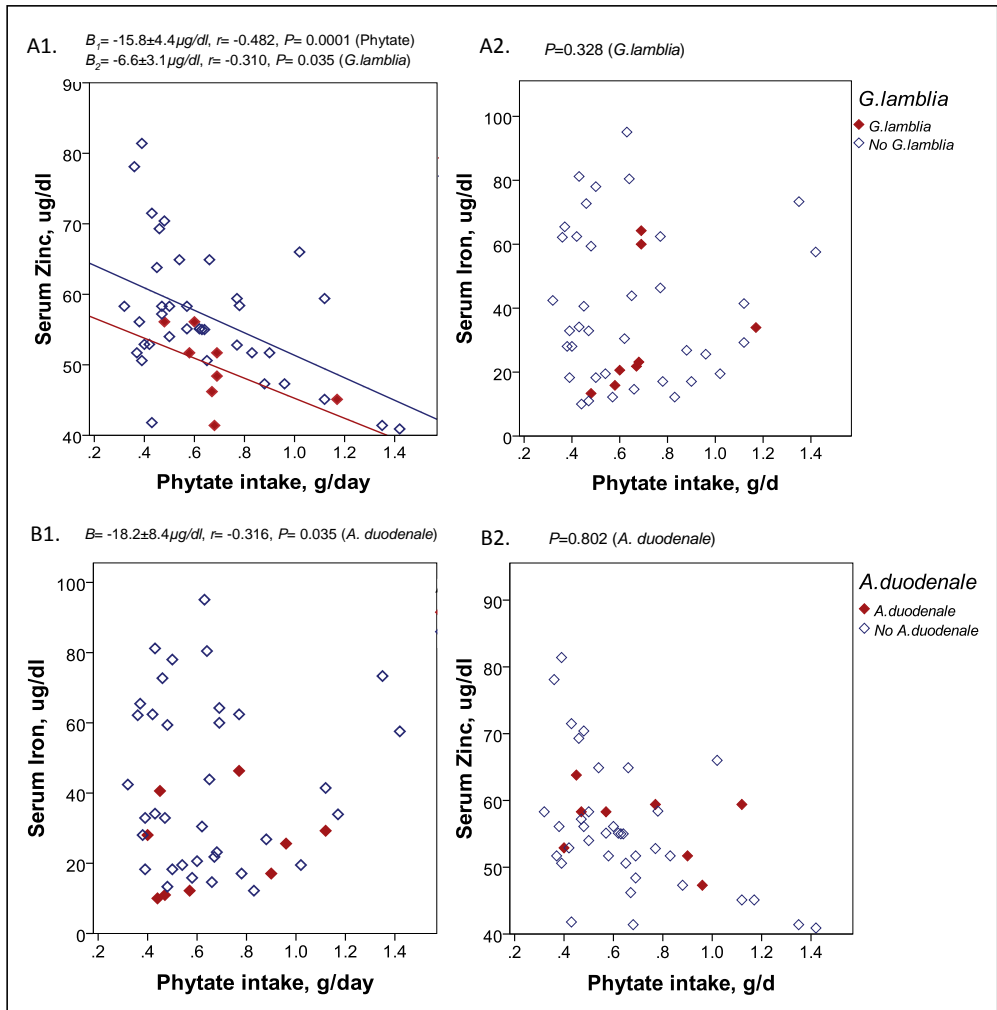 A1.
B1= -15.8±4.4µg/dl, r= -0.482, P= 0.0001 (Phytate)
B2= -6.6±3.1µg/dl, r= -0.310, P= 0.035 (G.lamblia)
90
80
70
60
50
40
Serum Zinc, ug/dl
.2 .4 .6 .8 1.0 1.2 1.4
Phytate intake, g/day
A2.
P=0.328 (G.lamblia)
100
80
60
40
20
0
Serum Iron, ug/dl
.2 .4 .6 .8 1.0 1.2 1.4
Phytate intake, g/d
G.lamblia
G.lamblia
No G.lamblia
B1.
B= -18.2±8.4µg/dl, r= -0.316, P= 0.035 (A. duodenale)
100
80
60
40
20
0
Serum Iron, ug/dl
.2 .4 .6 .8 1.0 1.2 1.4
Phytate intake, g/day
B2.
P=0.802 (A. duodenale)
90
80
70
60
50
40
Serum Zinc, ug/dl
.2 .4 .6 .8 1.0 1.2 1.4
Phytate intake, g/d
A.duodenale
A.duodenale
No A.duodenale